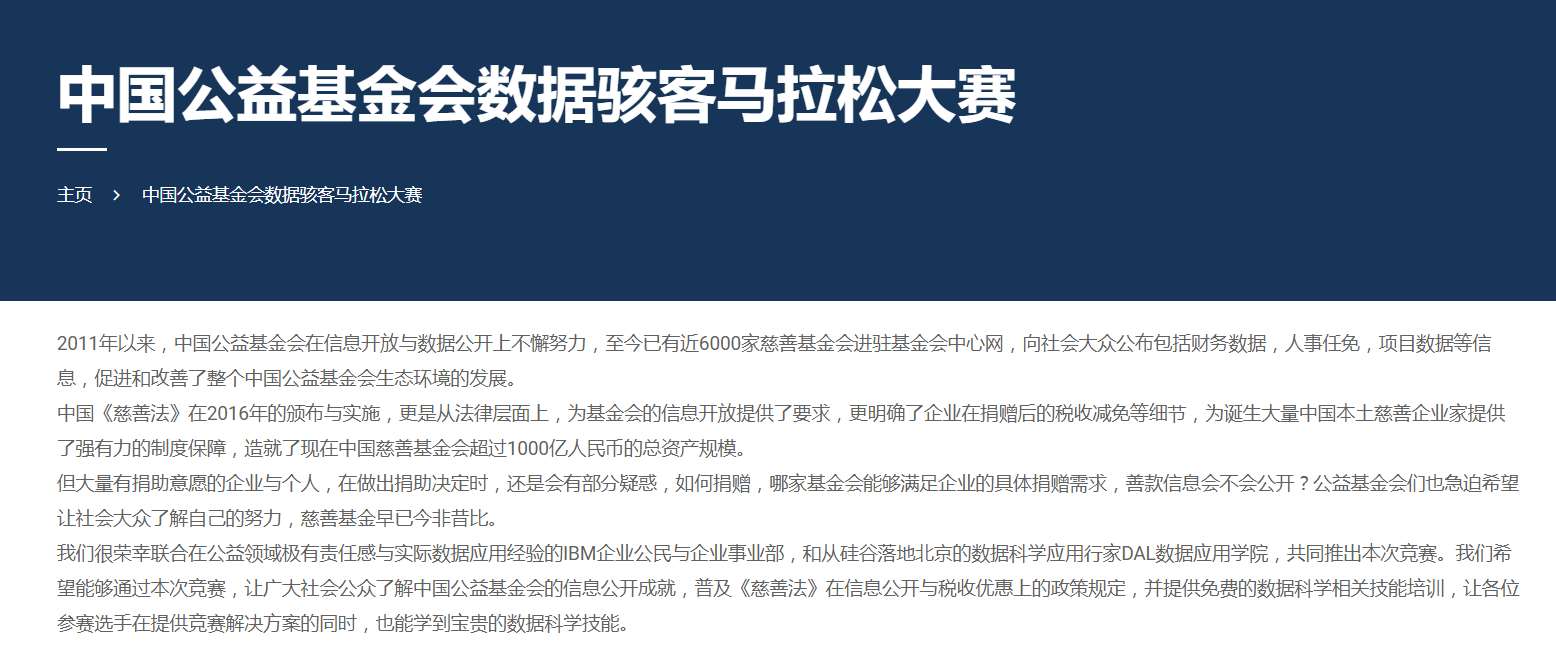 中国公益基金会数据骇客马拉松大赛
主页 > 中国公益基金会数据骇客马拉松大赛
2011年以来，中国公益基金会在信息开放与数据公开上不懈努力，至今已有近6000家慈善基金会进驻基金会中心网，向社会大众公布包括财务数据，人事任免，项目数据等信
息，促进和改善了整个中国公益基金会生态环境的发展。
中国《慈善法》在2016年的颁布与实施，更是从法律层面上，为基金会的信息开放提供了要求，更明确了企业在捐赠后的税收减免等细节，为诞生大量中国本土慈善企业家提供
了强有力的制度保障，造就了现在中国慈善基金会超过1000亿人民币的总资产规模。
但大量有捐助意愿的企业与个人，在做出捐助决定时，还是会有部分疑惑，如何捐赠，哪家基金会能够满足企业的具体捐赠需求，善款信息会不会公开？公益基金会们也急迫希望
让社会大众了解自己的努力，慈善基金早已今非昔比。
我们很荣幸联合在公益领域极有责任感与实际数据应用经验的IBM企业公民与企业事业部，和从硅谷落地北京的数据科学应用行家DAL数据应用学院，共同推出本次竞赛。我们希
望能够通过本次竞赛，让广大社会公众了解中国公益基金会的信息公开成就，普及《慈善法》在信息公开与税收优惠上的政策规定，并提供免费的数据科学相关技能培训，让各位
参赛选手在提供竞赛解决方案的同时，也能学到宝贵的数据科学技能。